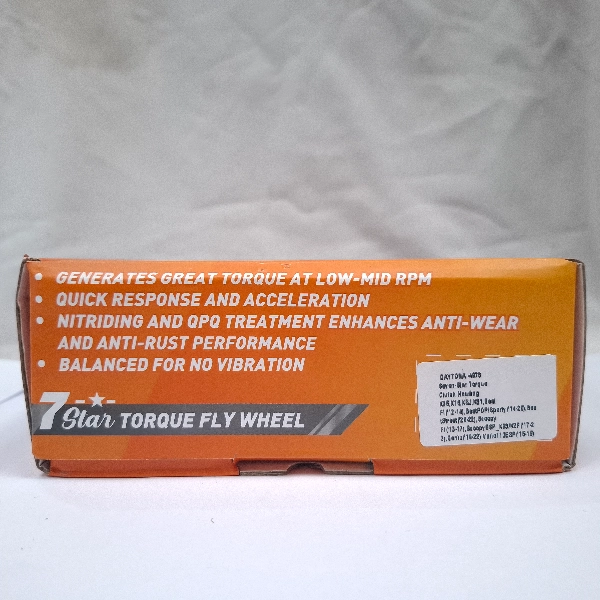 • GENERATES GREAT TORQUE AT LOW-MID RPM
• QUICK RESPONSE AND ACCELERATION
• NITRIDING AND QPQ TREATMENT ENHANCES ANTI-WEAR
AND ANTI-RUST PERFORMANCE
• BALANCED FOR NO VIBRATION
7 Star TORQUE FLY WHEEL
DAYTONA
Seven Star Torque
Clutch Housing